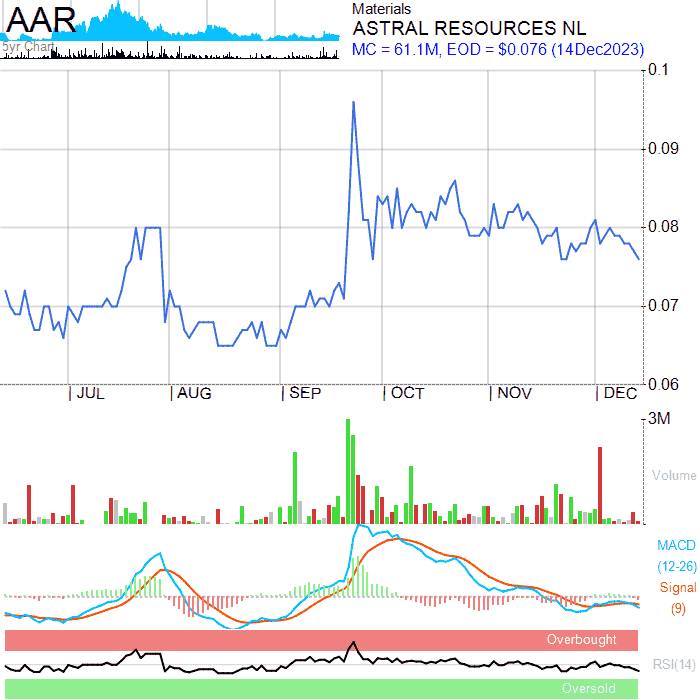 AAR
Materials
ASTRAL RESOURCES NL
5yr Chart
MC = 61.1M, EOD = $0.076 (14Dec2023)
0.1
0.09
0.08
0.07
0.06
| JUL | AUG | SEP | OCT | NOV | DEC
3M
Volume
MACD
(12-26)
Signal
(9)
Overbought
RSI(14)
Oversold